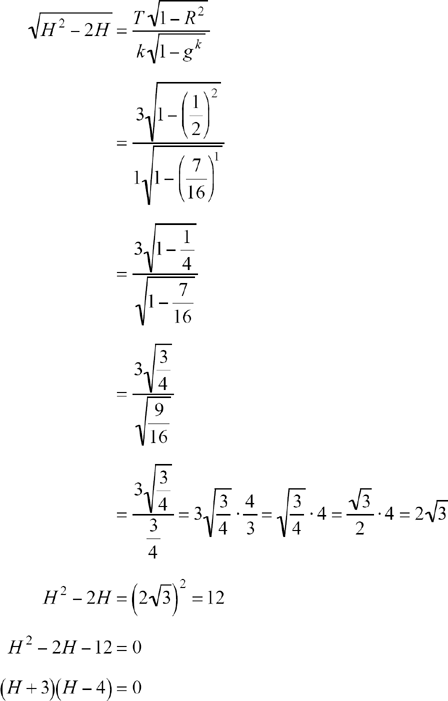 √(H² − 2H) = T√(1 − R²) / k√(1 − gᵏ)
= 3√(1 − (1/2)²) / 1√(1 − (7/16)¹)
= 3√(1 − 1/4) / √(1 − 7/16)
= 3√(3/4) / √(9/16)
= 3√(3/4) / (3/4) = 3√(3/4) · 4/3 = √(3/4) · 4 = √3/2 · 4 = 2√3
H² − 2H = (2√3)² = 12
H² − 2H − 12 = 0
(H + 3)(H − 4) = 0